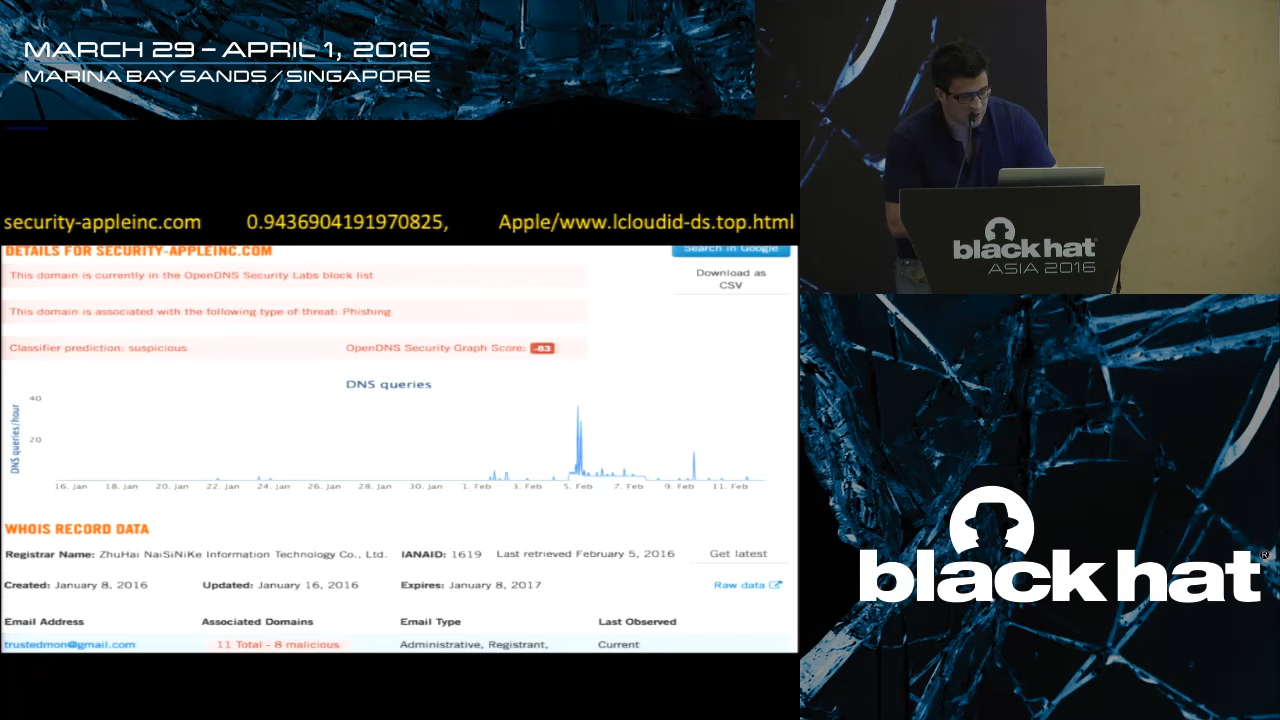 MARCH 29 – APRIL 1, 2016
MARINA BAY SANDS / SINGAPORE
security-appleinc.com 0.9436904191970825, Apple/www.lcloudid-ds.top.html
DETAILS FOR SECURITY-APPLEINC.COM
Search in Google
This domain is currently in the OpenDNS Security Labs block list
Download as
CSV
This domain is associated with the following type of threat: Phishing
Classifier prediction: suspicious OpenDNS Security Graph Score: -83
DNS queries
DNS queries/hour
40
20
16. Jan 18. Jan 20. Jan 22. Jan 24. Jan 26. Jan 28. Jan 30. Jan 1. Feb 3. Feb 5. Feb 7. Feb 9. Feb 11. Feb
WHOIS RECORD DATA
Registrar Name: ZhuHai NaiSiNiKe Information Technology Co., Ltd. IANAID: 1619 Last retrieved February 5, 2016 Get latest
Created: January 8, 2016 Updated: January 16, 2016 Expires: January 8, 2017 Raw data
Email Address Associated Domains Email Type Last Observed
trustedmon@gmail.com 11 Total - 8 malicious Administrative, Registrant, Current
black hat
ASIA 2016
black hat®